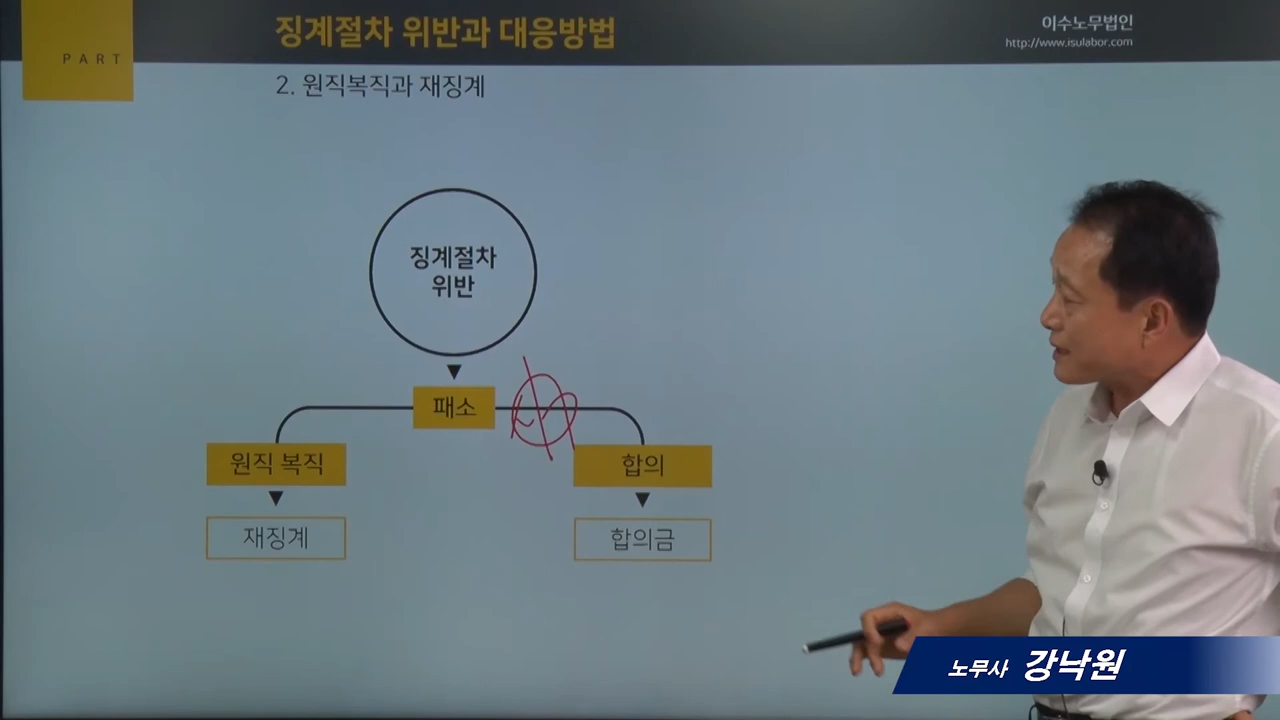 PART
징계절차 위반과 대응방법
이수노무법인
http://www.isulabor.com
2. 원직복직과 재징계
징계절차
위반
패소
원직 복직
합의
재징계
합의금
노무사 강낙원